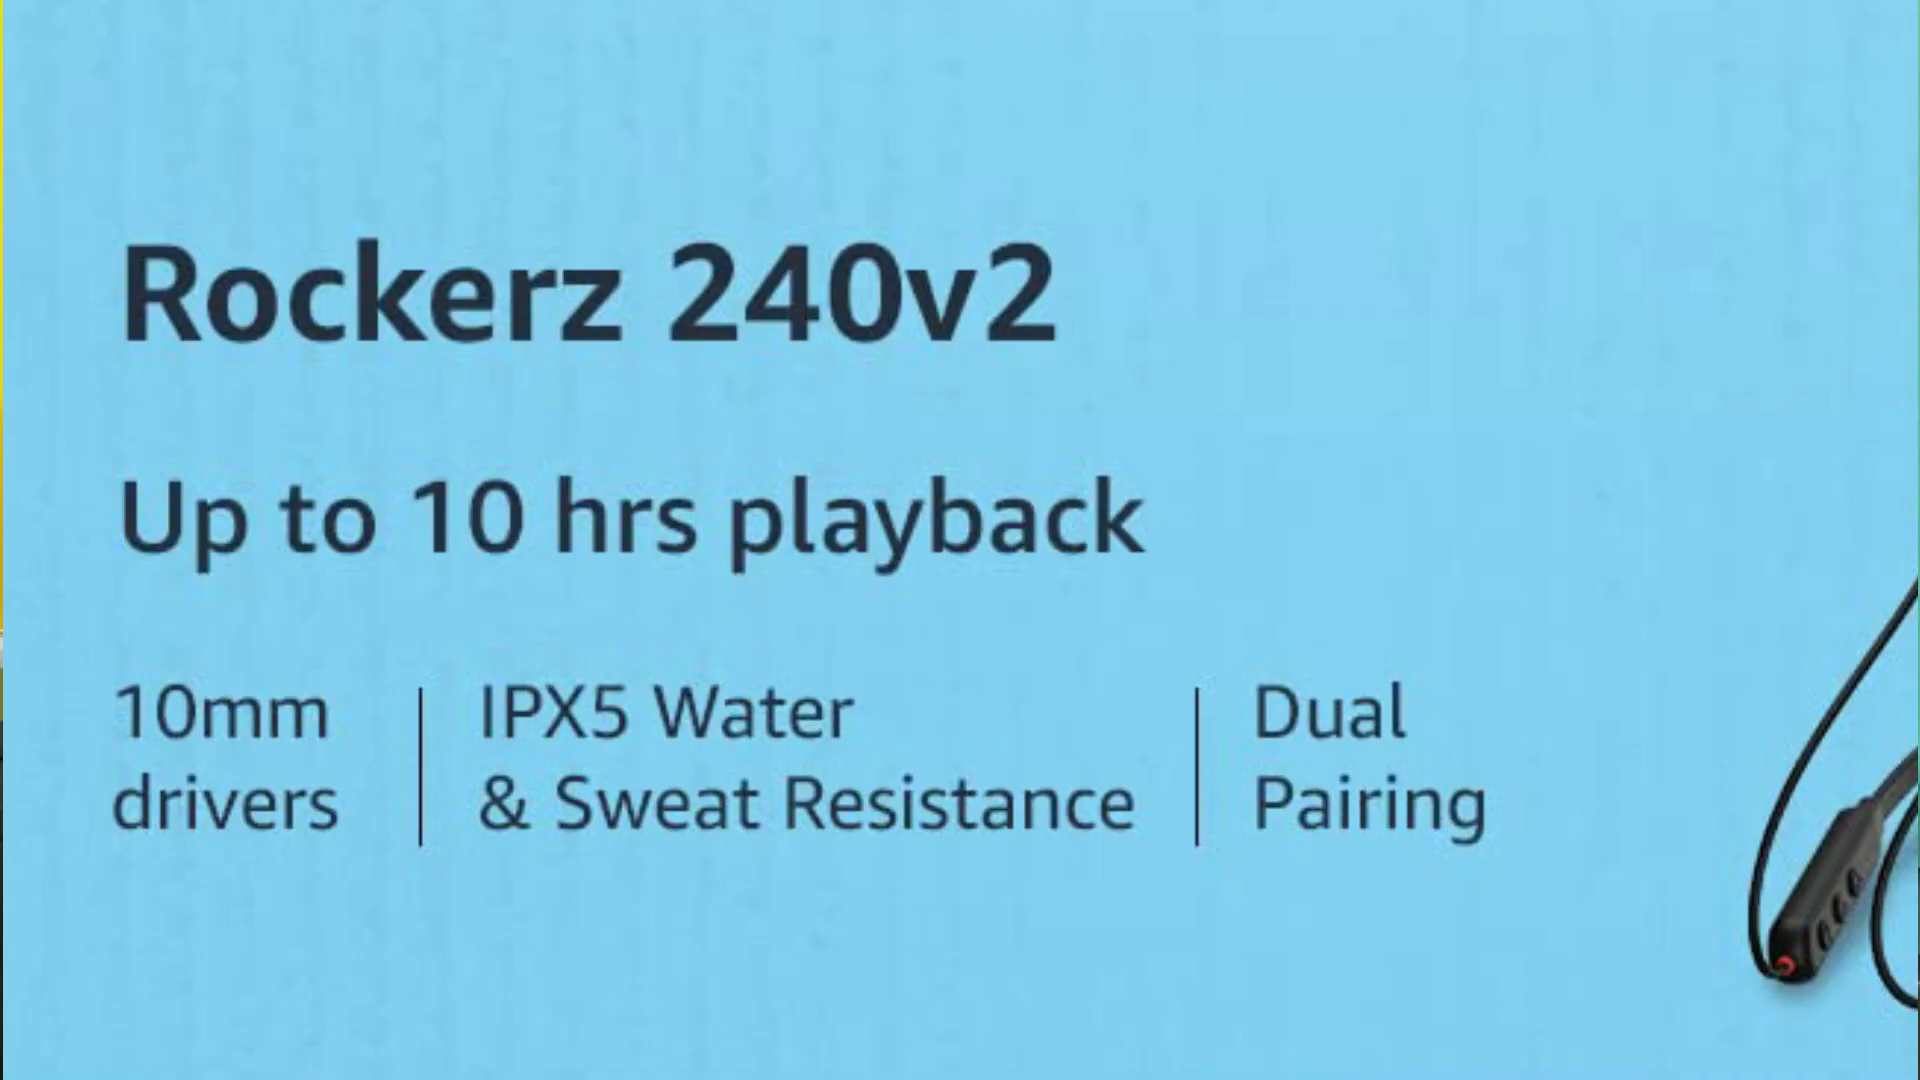 Rockerz 240v2
Up to 10 hrs playback
10mm
drivers
IPX5 Water
& Sweat Resistance
Dual
Pairing